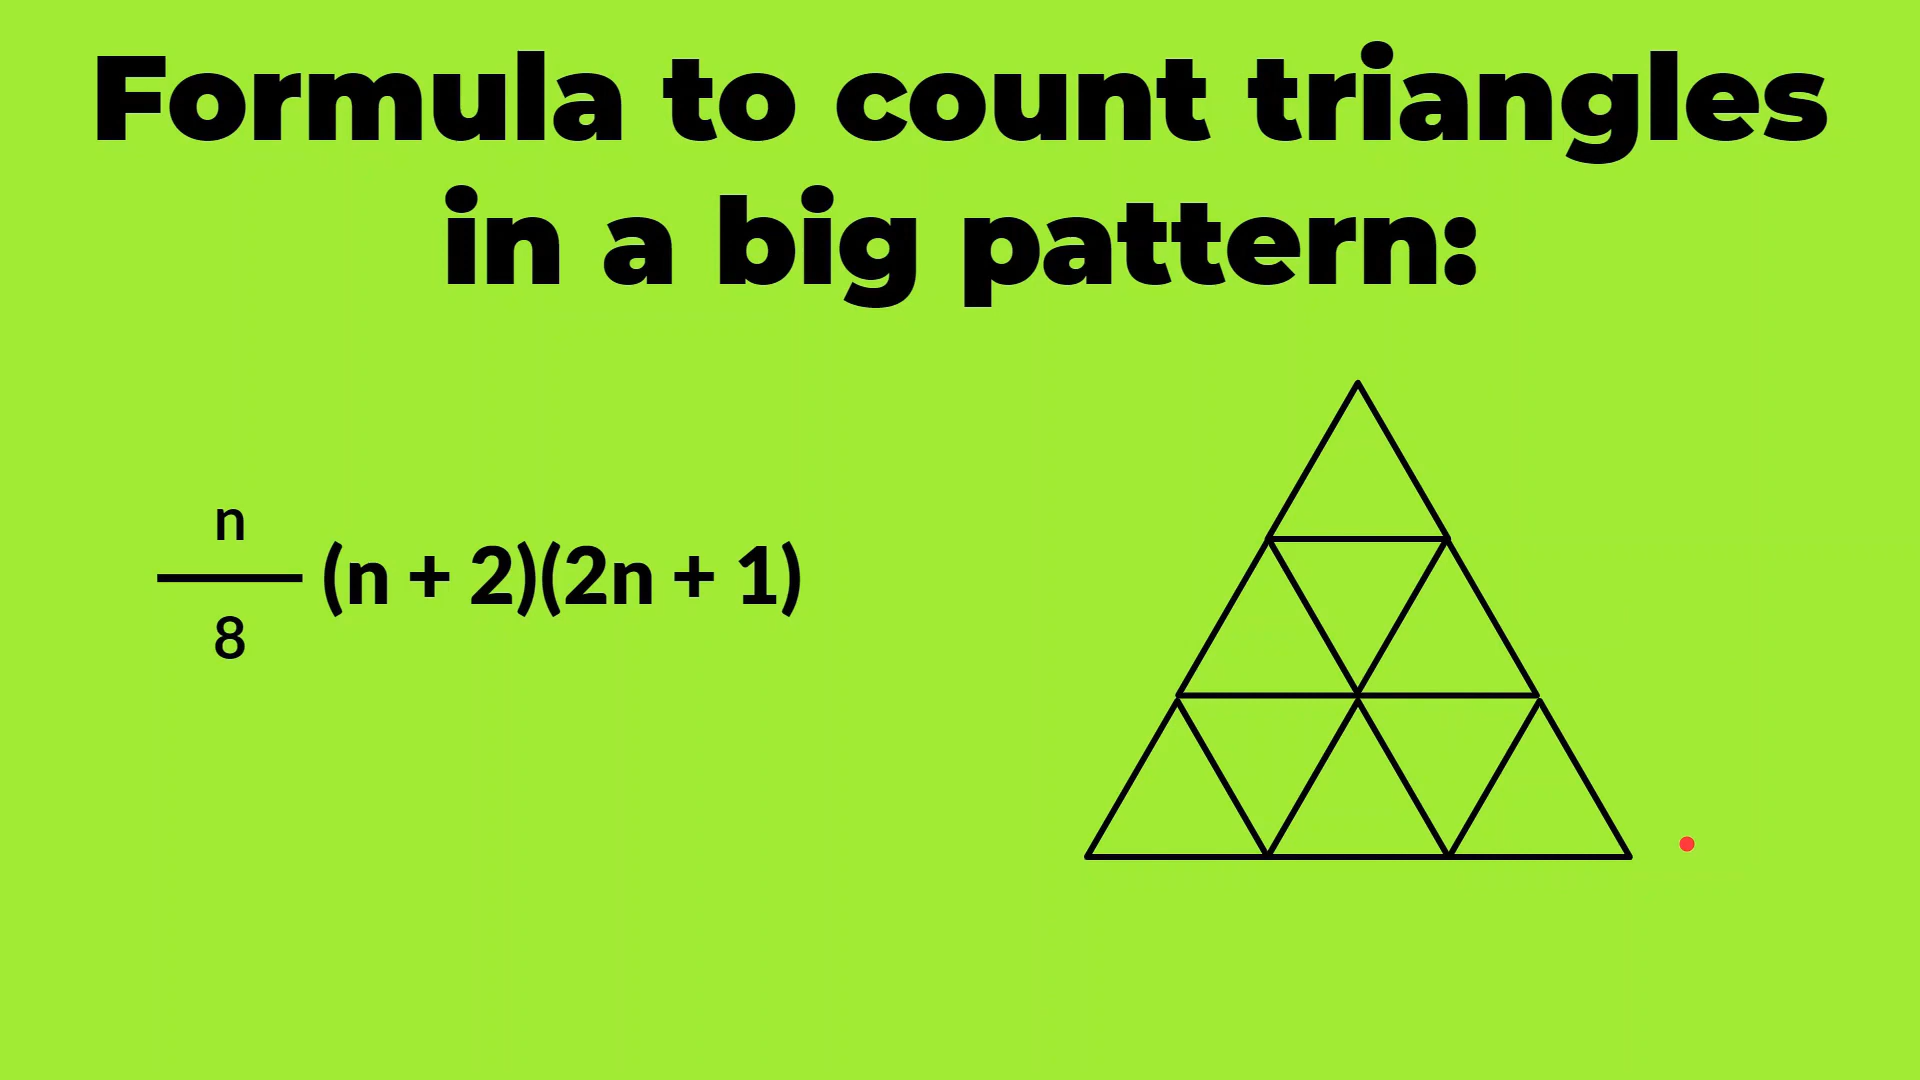 Formula to count triangles
in a big pattern:
n
8
(n + 2)(2n + 1)